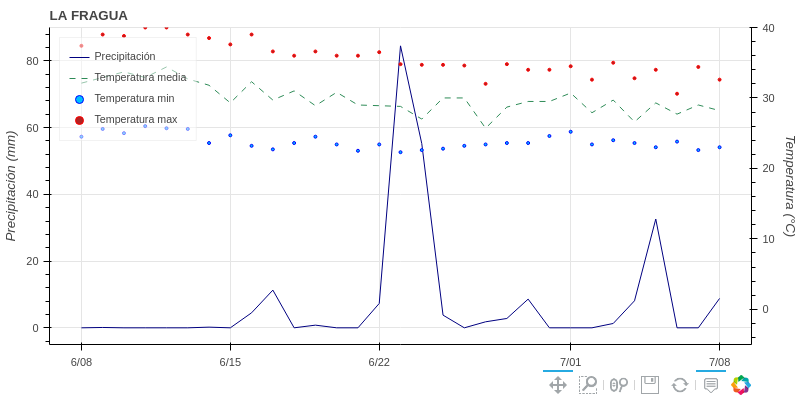 LA FRAGUA
Precipitación
Temperatura media
Temperatura min
Temperatura max
Precipitación (mm)
80
60
40
20
0
Temperatura (°C)
40
30
20
10
0
6/08
6/15
6/22
7/01
7/08